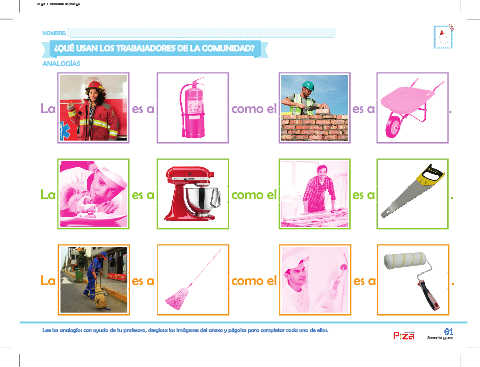 NOMBRE:
¿QUÉ USAN LOS TRABAJADORES DE LA COMUNIDAD?
ANALOGÍAS
La es a como el es a .
La es a como el es a .
La es a como el es a .
Lee las analogías con ayuda de tu profesora, desglosa las imágenes del anexo y pégalas para completar cada una de ellas.
61